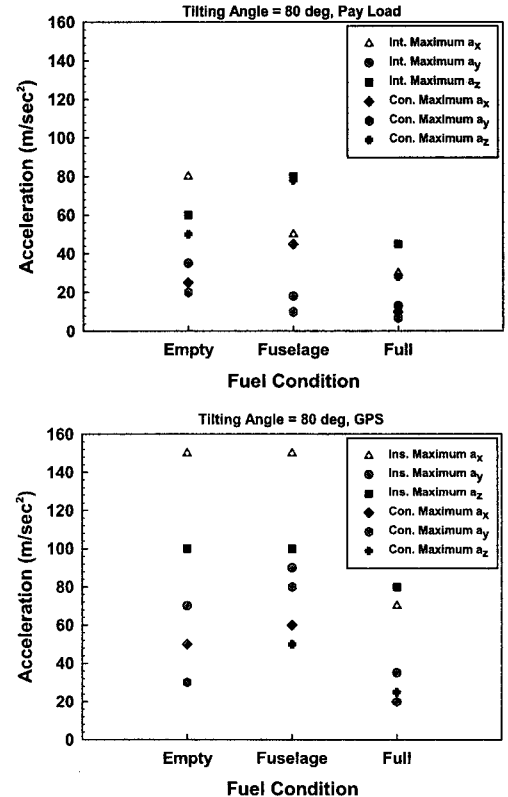 Tilting Angle = 80 deg, Pay Load
Acceleration (m/sec²)
160
140
120
100
80
60
40
20
0
Int. Maximum ax
Int. Maximum ay
Int. Maximum az
Con. Maximum ax
Con. Maximum ay
Con. Maximum az
Empty Fuselage Full
Fuel Condition
Tilting Angle = 80 deg, GPS
Acceleration (m/sec²)
160
140
120
100
80
60
40
20
0
Ins. Maximum ax
Ins. Maximum ay
Ins. Maximum az
Con. Maximum ax
Con. Maximum ay
Con. Maximum az
Empty Fuselage Full
Fuel Condition